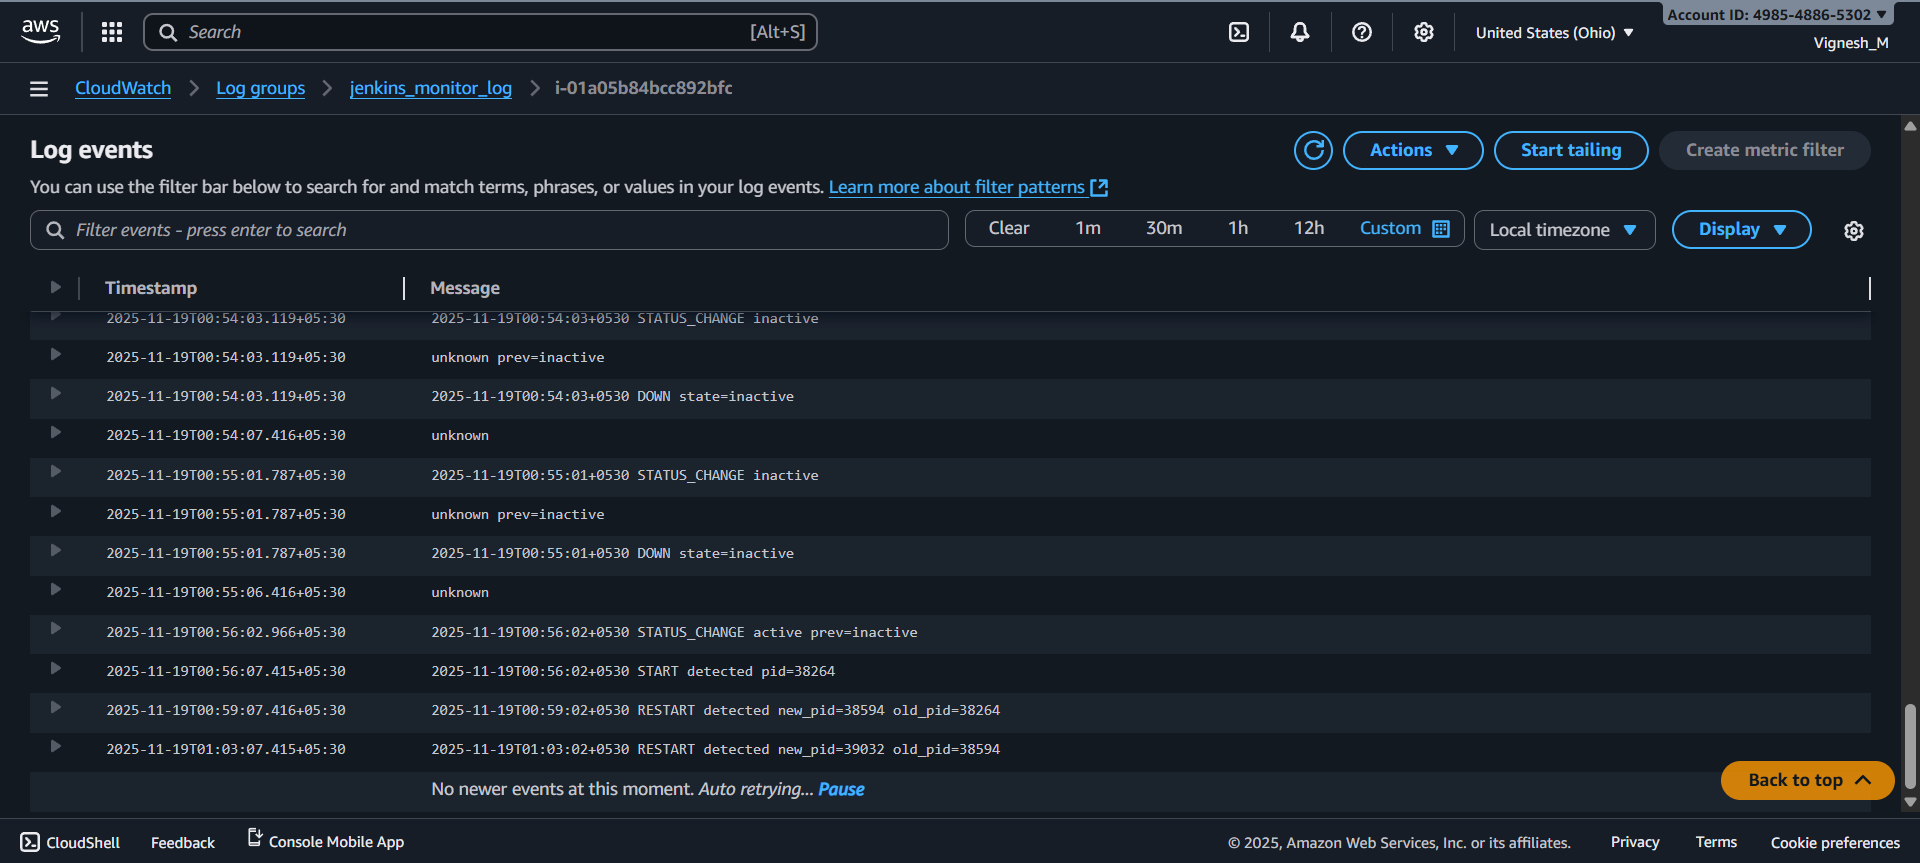 aws
Search [Alt+S]
United States (Ohio)
Account ID: 4985-4886-5302
Vignesh_M
CloudWatch
Log groups
jenkins_monitor_log
i-01a05b84bcc892bfc
Log events
Actions
Start tailing
Create metric filter
You can use the filter bar below to search for and match terms, phrases, or values in your log events. Learn more about filter patterns
Filter events - press enter to search
Clear 1m 30m 1h 12h Custom
Local timezone
Display
Timestamp Message
2025-11-19T00:54:03.119+05:30 2025-11-19T00:54:03+0530 STATUS_CHANGE inactive
2025-11-19T00:54:03.119+05:30 unknown prev=inactive
2025-11-19T00:54:03.119+05:30 2025-11-19T00:54:03+0530 DOWN state=inactive
2025-11-19T00:54:07.416+05:30 unknown
2025-11-19T00:55:01.787+05:30 2025-11-19T00:55:01+0530 STATUS_CHANGE inactive
2025-11-19T00:55:01.787+05:30 unknown prev=inactive
2025-11-19T00:55:01.787+05:30 2025-11-19T00:55:01+0530 DOWN state=inactive
2025-11-19T00:55:06.416+05:30 unknown
2025-11-19T00:56:02.966+05:30 2025-11-19T00:56:02+0530 STATUS_CHANGE active prev=inactive
2025-11-19T00:56:07.415+05:30 2025-11-19T00:56:02+0530 START detected pid=38264
2025-11-19T00:59:07.416+05:30 2025-11-19T00:59:02+0530 RESTART detected new_pid=38594 old_pid=38264
2025-11-19T01:03:07.415+05:30 2025-11-19T01:03:02+0530 RESTART detected new_pid=39032 old_pid=38594
No newer events at this moment. Auto retrying... Pause
Back to top
CloudShell Feedback Console Mobile App
© 2025, Amazon Web Services, Inc. or its affiliates. Privacy Terms Cookie preferences